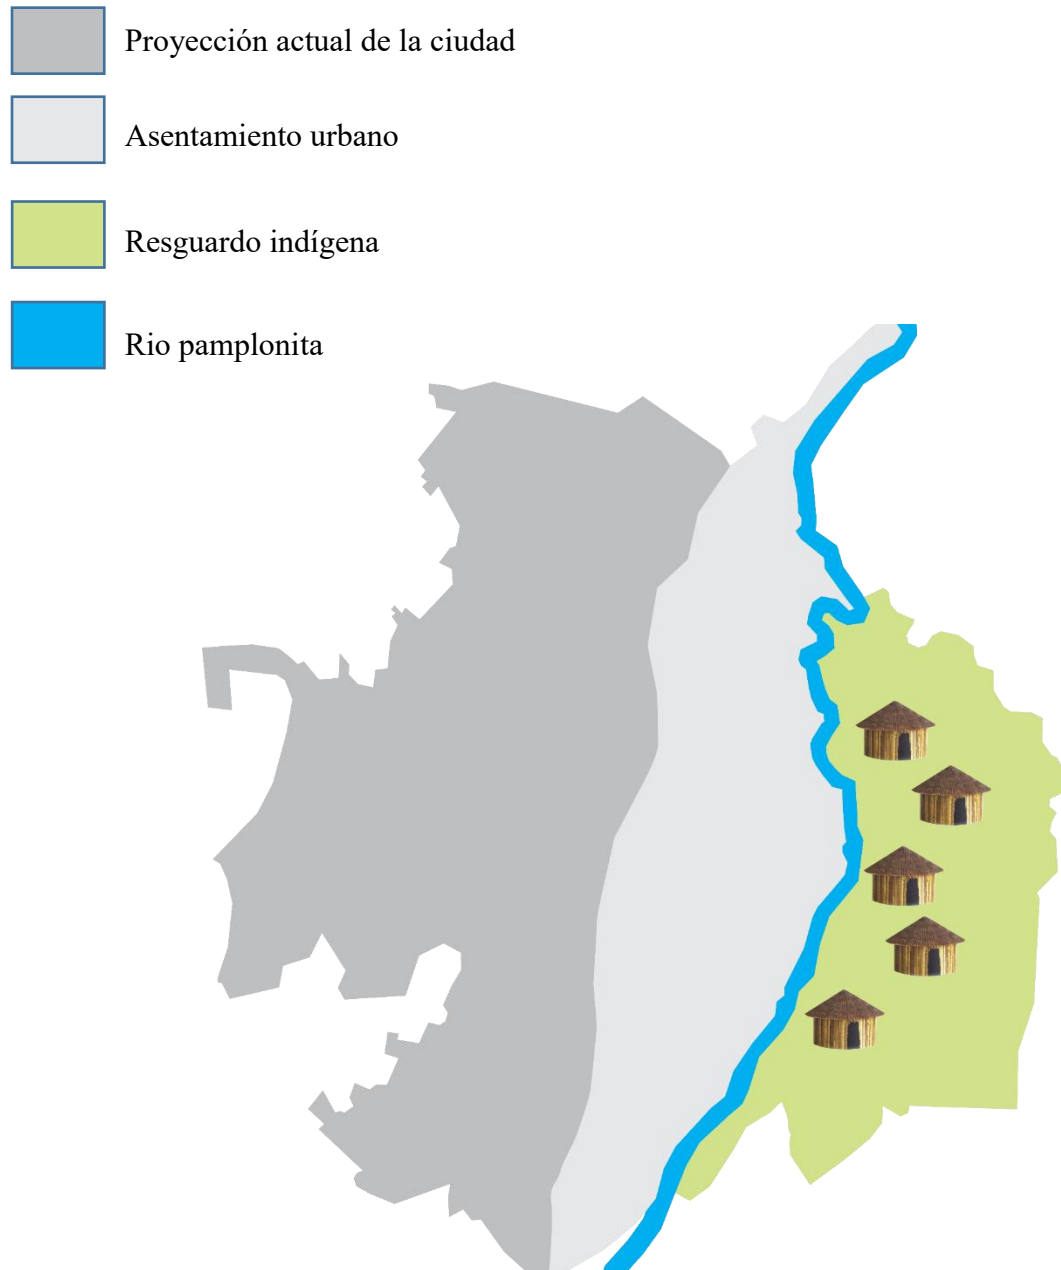 Proyección actual de la ciudad
Asentamiento urbano
Resguardo indígena
Rio pamplonita